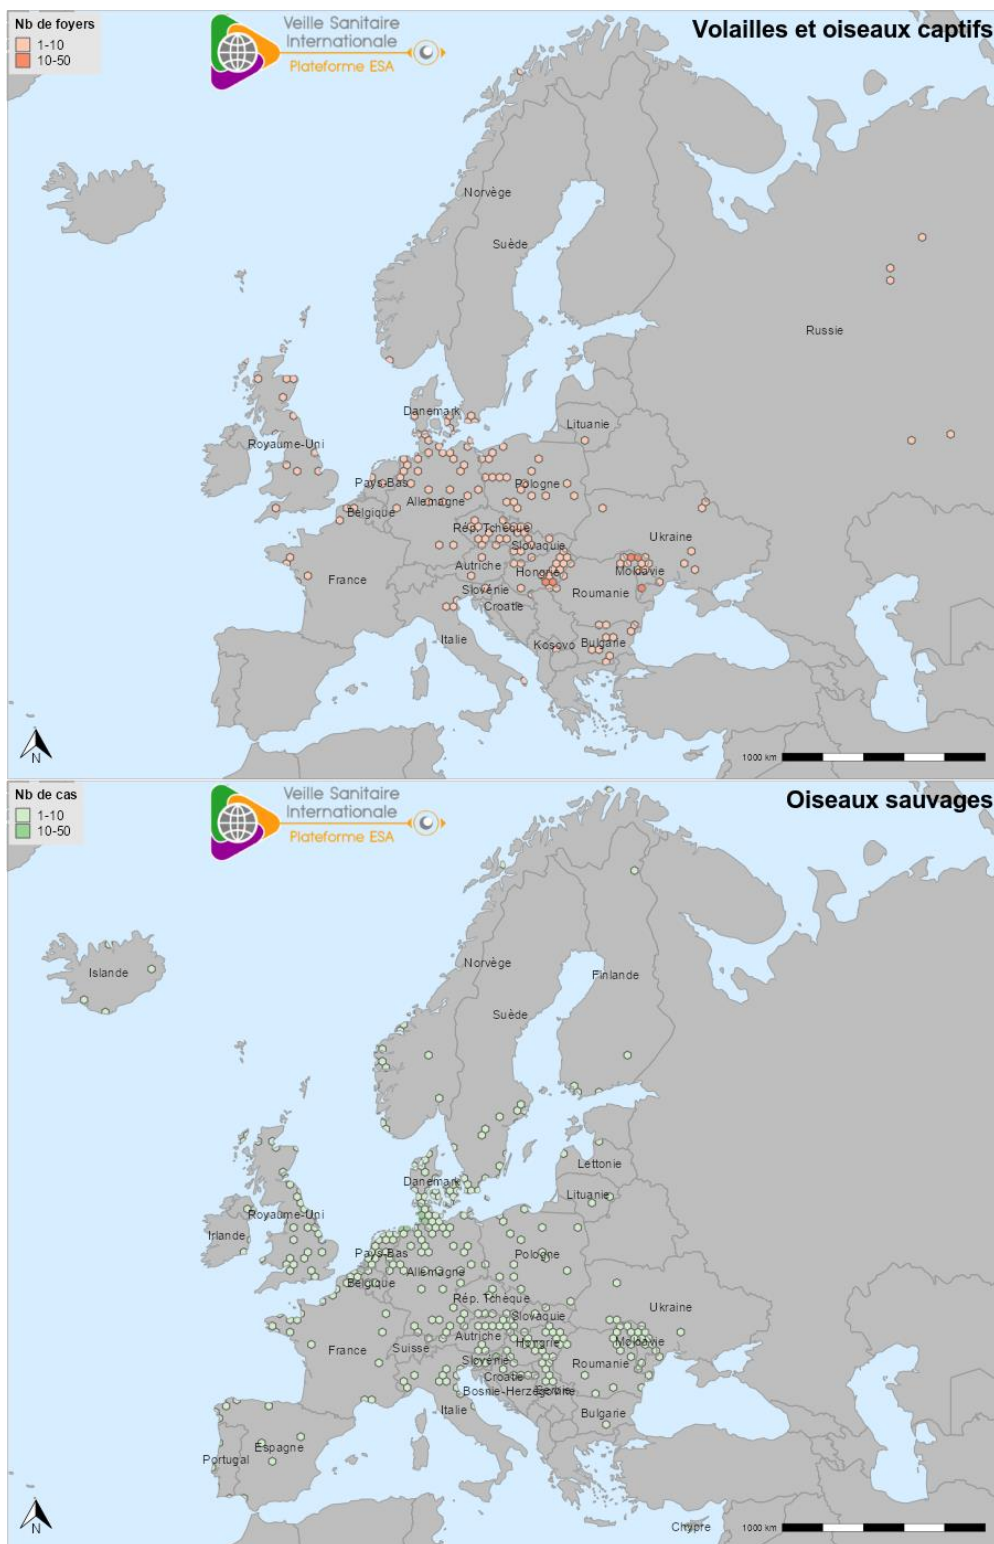 Nb de foyers
1-10
10-50
Veille Sanitaire
Internationale
Plateforme ESA
Volailles et oiseaux captifs
Norvège
Suède
Russie
Danemark
Lituanie
Royaume-Uni
Pays-Bas
Pologne
Allemagne
Belgique
Rép. Tchèque
Ukraine
Slovaquie
Autriche
Hongrie
Moldavie
France
Slovénie
Roumanie
Croatie
Italie
Kosovo
Bulgarie
N
1000 km
Nb de cas
1-10
10-50
Veille Sanitaire
Internationale
Plateforme ESA
Oiseaux sauvages
Islande
Norvège
Finlande
Suède
Lettonie
Danemark
Lituanie
Royaume-Uni
Irlande
Pays-Bas
Pologne
Allemagne
Belgique
Rép. Tchèque
Ukraine
Slovaquie
Autriche
Hongrie
Moldavie
France
Suisse
Slovénie
Roumanie
Croatie
Bosnie-Herzégovine
Italie
Bulgarie
Espagne
Portugal
Chypre
N
1000 km